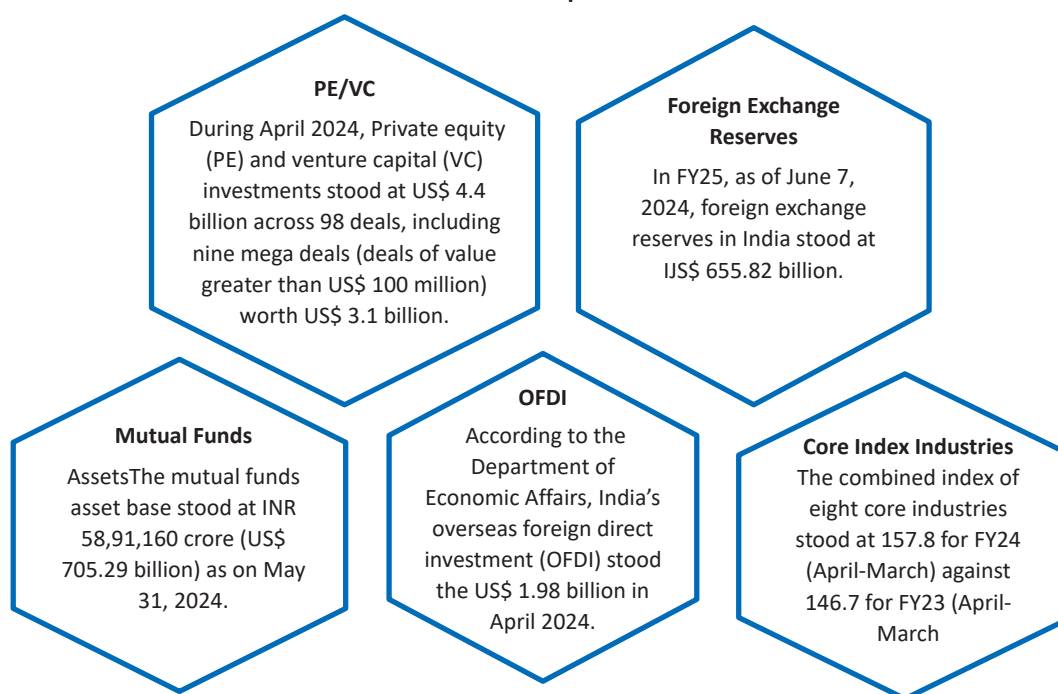 PE/VC
During April 2024, Private equity
(PE) and venture capital (VC)
investments stood at US$ 4.4
billion across 98 deals, including
nine mega deals (deals of value
greater than US$ 100 million)
worth US$ 3.1 billion.
Foreign Exchange
Reserves
In FY25, as of June 7,
2024, foreign exchange
reserves in India stood at
IJS$ 655.82 billion.
Mutual Funds
AssetsThe mutual funds
asset base stood at INR
58,91,160 crore (US$
705.29 billion) as on May
31, 2024.
OFDI
According to the
Department of
Economic Affairs, India’s
overseas foreign direct
investment (OFDI) stood
the US$ 1.98 billion in
April 2024.
Core Index Industries
The combined index of
eight core industries
stood at 157.8 for FY24
(April-March) against
146.7 for FY23 (April-
March